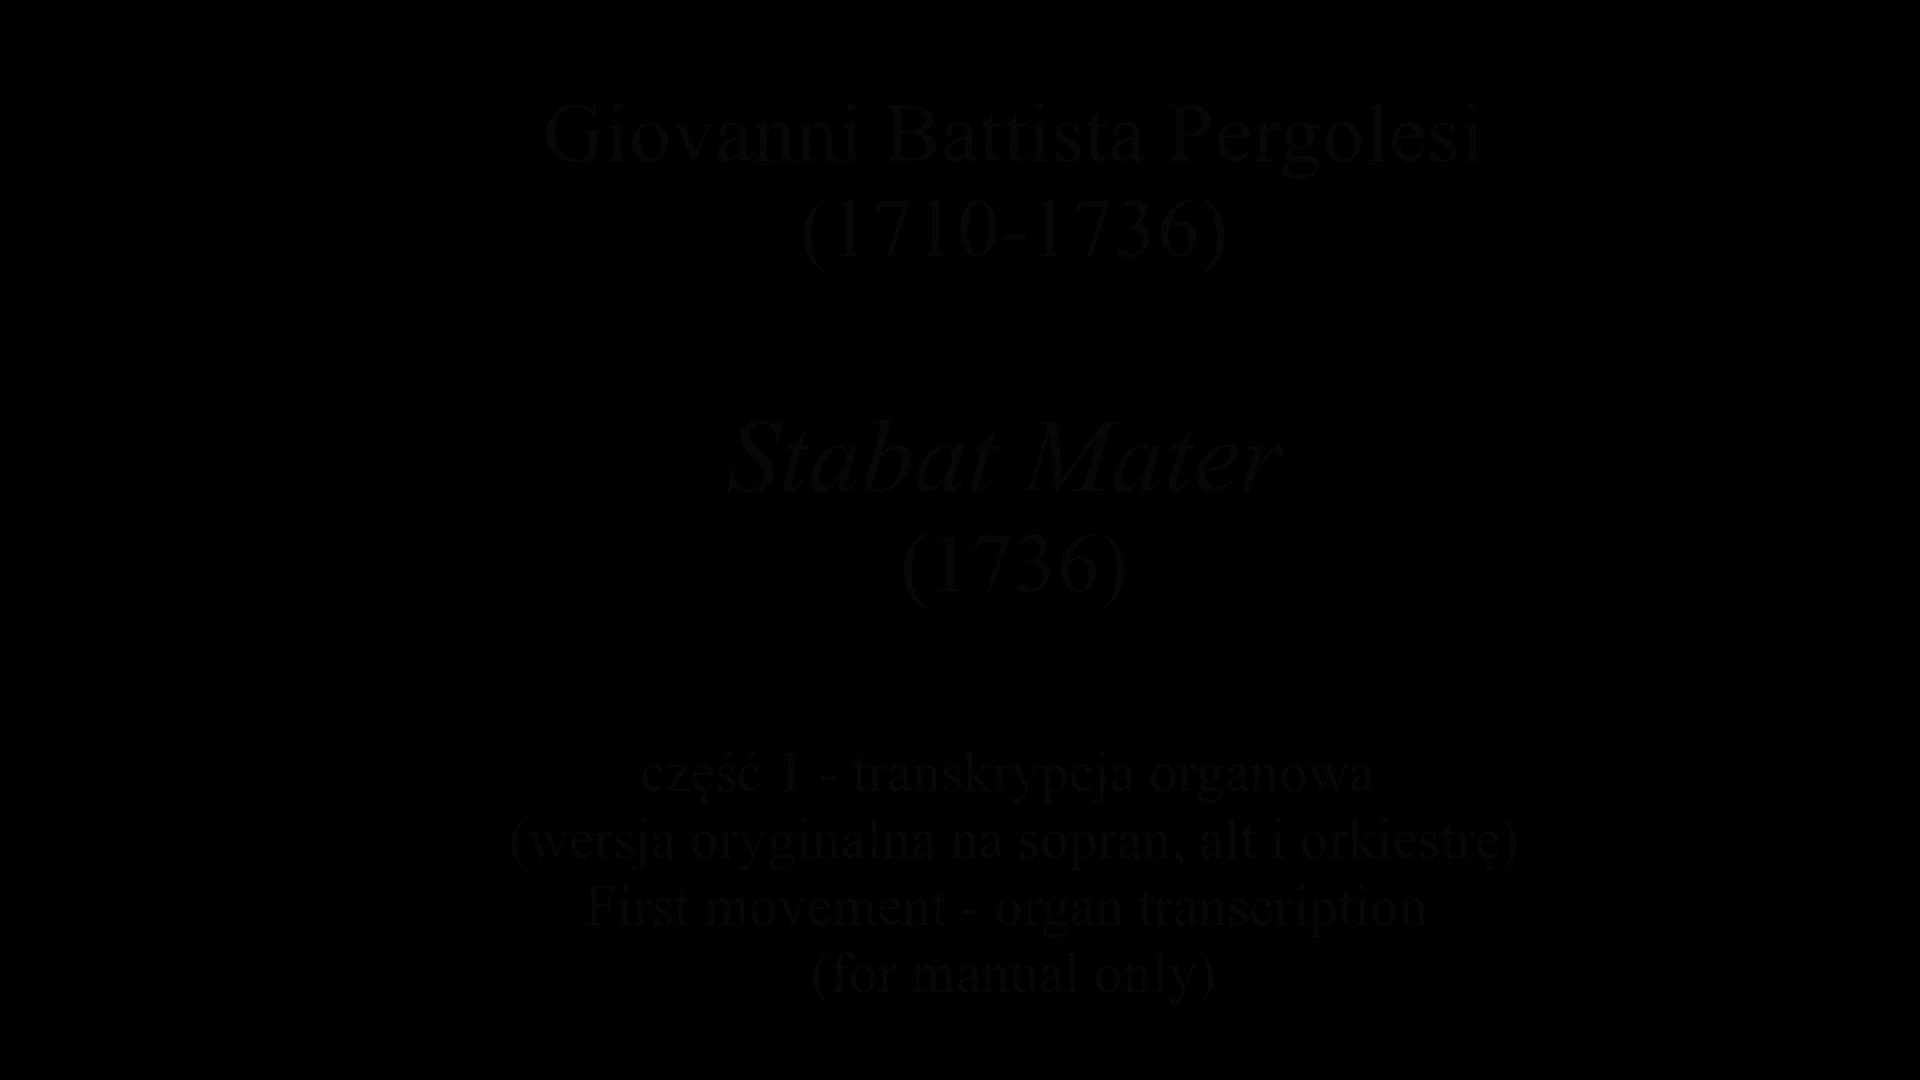 Giovanni Battista Pergolesi
(1710-1736)
Stabat Mater
(1736)
część 1 - transkrypcja organowa
(wersja oryginalna na sopran, alt i orkiestrę)
First movement - organ transcription
(for manual only)